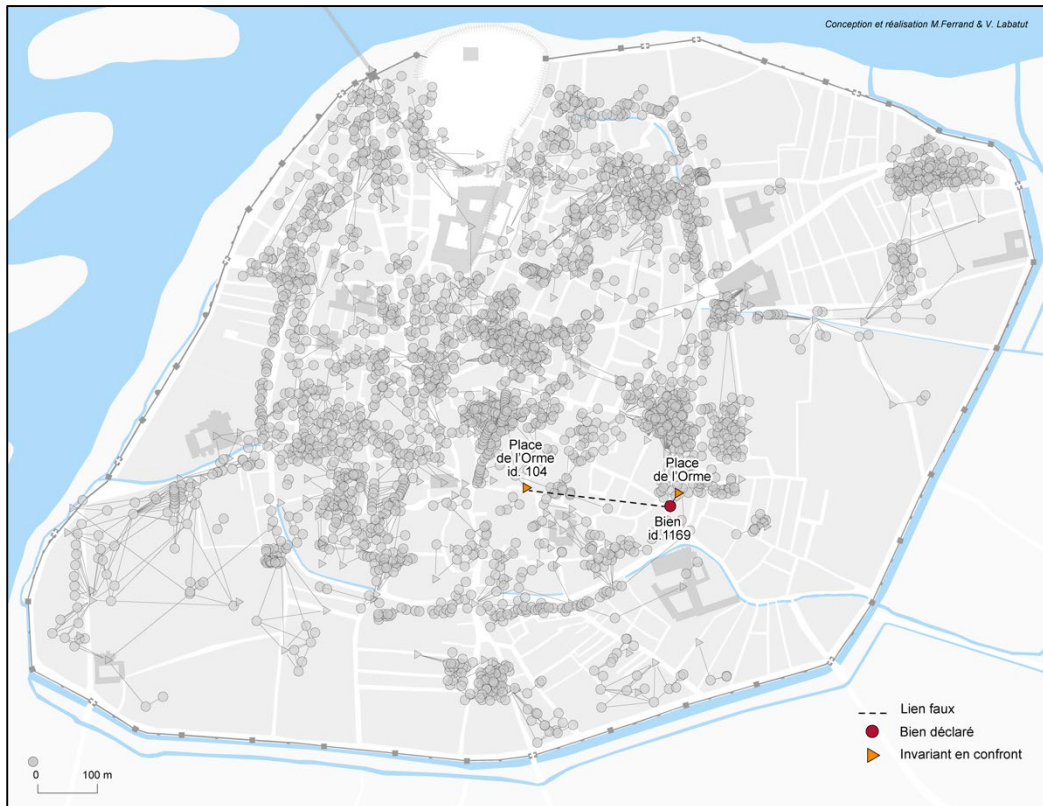 Conception et réalisation M.Ferrand & V. Labatut
Place
de l'Orme
id. 104
Place
de l'Orme
Bien
id.1169
Lien faux
Bien déclaré
Invariant en confront
0 100 m